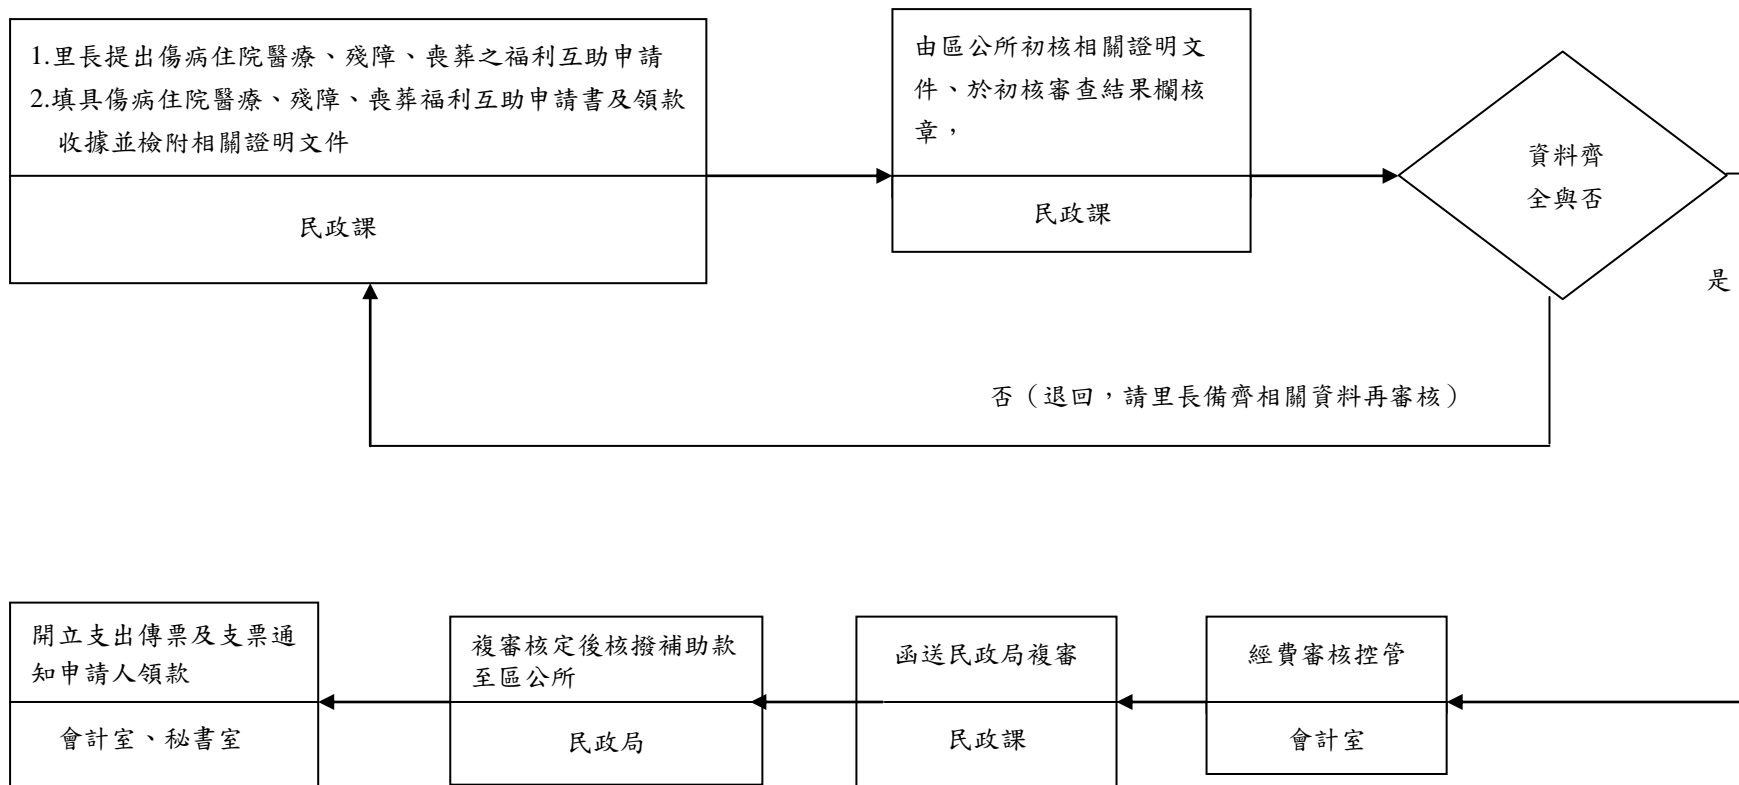 1.里長提出傷病住院醫療、殘障、喪葬之福利互助申請
2.填具傷病住院醫療、殘障、喪葬福利互助申請書及領款
收據並檢附相關證明文件
民政課
由區公所初核相關證明文
件、於初核審查結果欄核
章，
民政課
資料齊
全與否
是
否（退回，請里長備齊相關資料再審核）
開立支出傳票及支票通
知申請人領款
會計室、秘書室
複審核定後核撥補助款
至區公所
民政局
函送民政局複審
民政課
經費審核控管
會計室